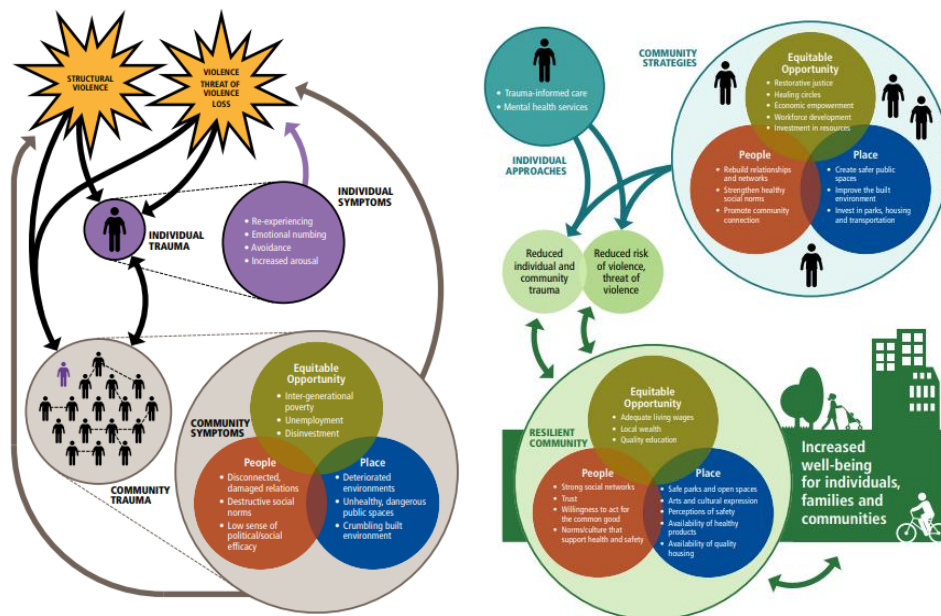 STRUCTURAL
VIOLENCE
VIOLENCE
THREAT OF
VIOLENCE
LOSS
INDIVIDUAL
TRAUMA
• Re-experiencing
• Emotional numbing
• Avoidance
• Increased arousal
INDIVIDUAL
SYMPTOMS
COMMUNITY
TRAUMA
COMMUNITY
SYMPTOMS
Equitable
Opportunity
• Inter-generational
poverty
• Unemployment
• Disinvestment
People
• Disconnected,
damaged relations
• Destructive social
norms
• Low sense of
political/social
efficacy
Place
• Deteriorated
environments
• Unhealthy, dangerous
public spaces
• Crumbling built
environment
• Trauma-informed care
• Mental health services
INDIVIDUAL
APPROACHES
COMMUNITY
STRATEGIES
Equitable
Opportunity
• Restorative justice
• Healing circles
• Economic empowerment
• Workforce development
• Investment in resources
People
• Rebuild relationships
and networks
• Strengthen healthy
social norms
• Promote community
connection
Place
• Create safer public
spaces
• Improve the built
environment
• Invest in parks, housing
and transportation
Reduced
individual and
community
trauma
Reduced risk
of violence,
threat of
violence
RESILIENT
COMMUNITY
Equitable
Opportunity
• Adequate living wages
• Local wealth
• Quality education
People
• Strong social networks
• Trust
• Willingness to act for
the common good
• Norms/culture that
support health and safety
Place
• Safe parks and open spaces
• Arts and cultural expression
• Perceptions of safety
• Availability of healthy
products
• Availability of quality
housing
Increased
well-being
for individuals,
families and
communities